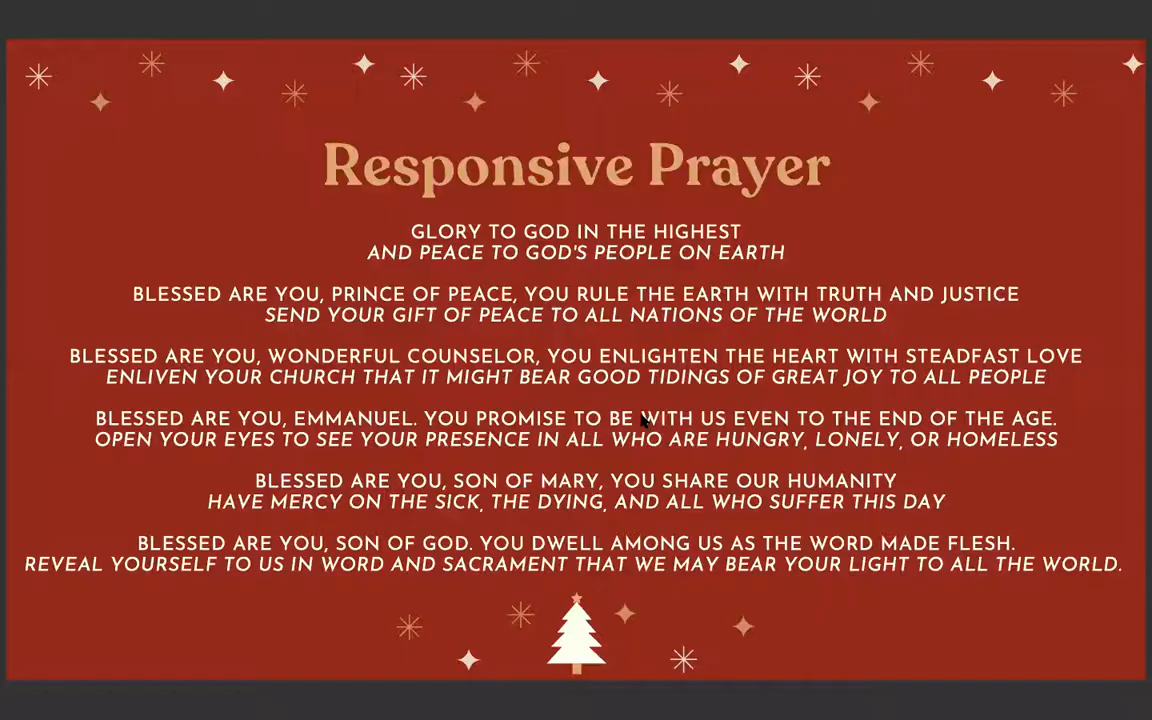 Responsive Prayer
GLORY TO GOD IN THE HIGHEST
AND PEACE TO GOD'S PEOPLE ON EARTH
BLESSED ARE YOU, PRINCE OF PEACE, YOU RULE THE EARTH WITH TRUTH AND JUSTICE
SEND YOUR GIFT OF PEACE TO ALL NATIONS OF THE WORLD
BLESSED ARE YOU, WONDERFUL COUNSELOR, YOU ENLIGHTEN THE HEART WITH STEADFAST LOVE
ENLIVEN YOUR CHURCH THAT IT MIGHT BEAR GOOD TIDINGS OF GREAT JOY TO ALL PEOPLE
BLESSED ARE YOU, EMMANUEL. YOU PROMISE TO BE WITH US EVEN TO THE END OF THE AGE.
OPEN YOUR EYES TO SEE YOUR PRESENCE IN ALL WHO ARE HUNGRY, LONELY, OR HOMELESS
BLESSED ARE YOU, SON OF MARY, YOU SHARE OUR HUMANITY
HAVE MERCY ON THE SICK, THE DYING, AND ALL WHO SUFFER THIS DAY
BLESSED ARE YOU, SON OF GOD. YOU DWELL AMONG US AS THE WORD MADE FLESH.
REVEAL YOURSELF TO US IN WORD AND SACRAMENT THAT WE MAY BEAR YOUR LIGHT TO ALL THE WORLD.